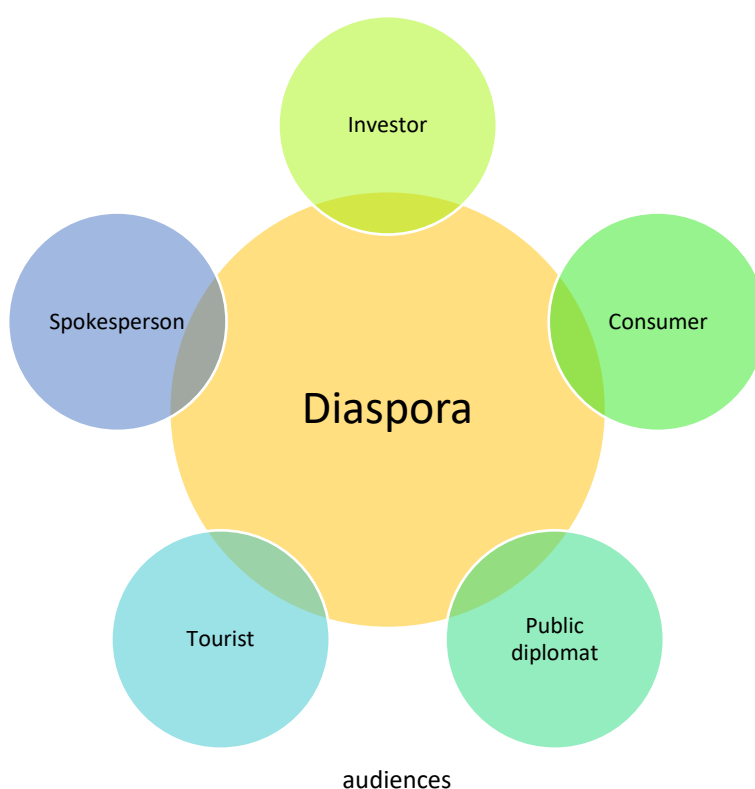 Investor
Spokesperson
Consumer
Diaspora
Tourist
Public
diplomat
audiences